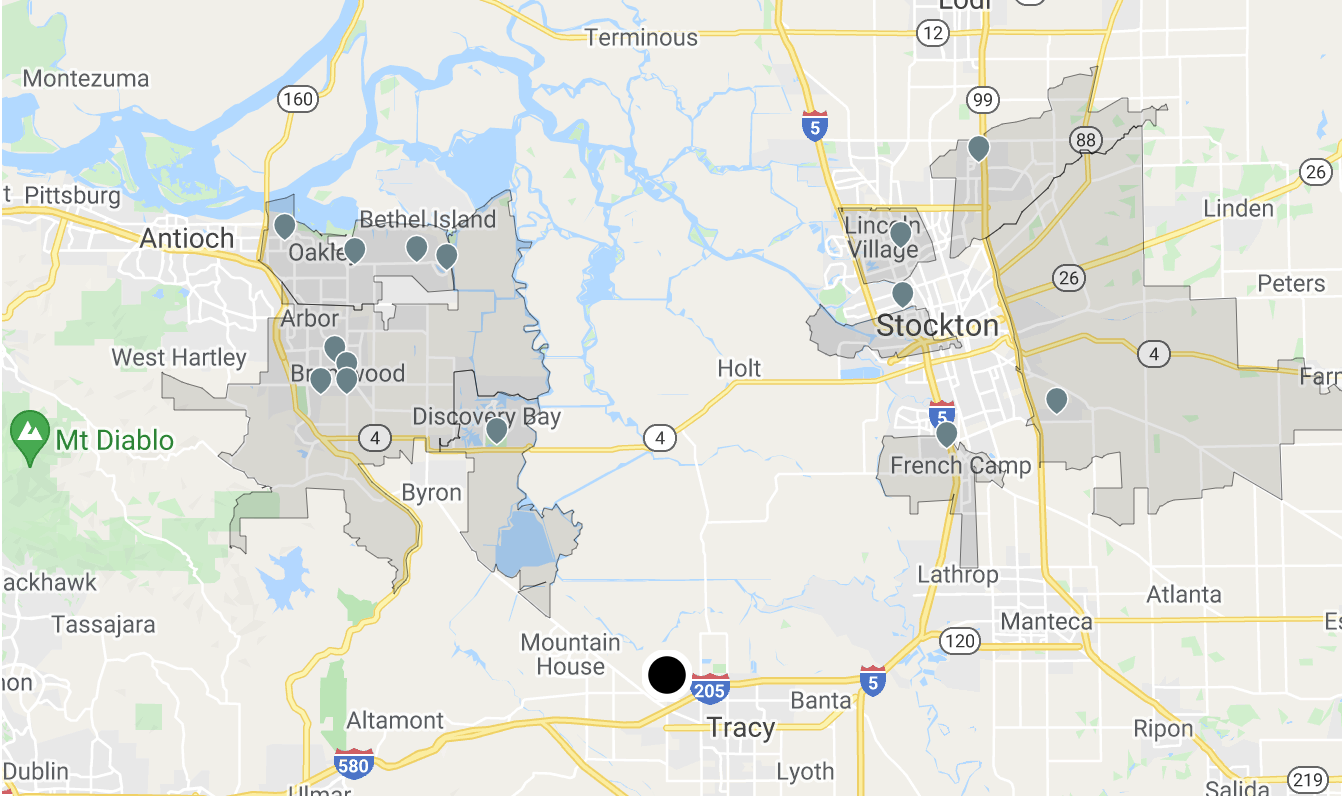 Lodi
Terminous
12
Montezuma
160
99
5
88
26
t Pittsburg
Linden
Bethel Island
Antioch
Lincoln
Village
Oakley
26
Peters
Arbor
Stockton
West Hartley
4
Holt
Brentwood
Farm
Discovery Bay
5
Mt Diablo
4
4
French Camp
Byron
Lathrop
ackhawk
Atlanta
Tassajara
Manteca
Es
Mountain
House
120
non
205
5
Banta
Altamont
Tracy
Ripon
580
Dublin
Lyoth
219
Ulmar
Salida